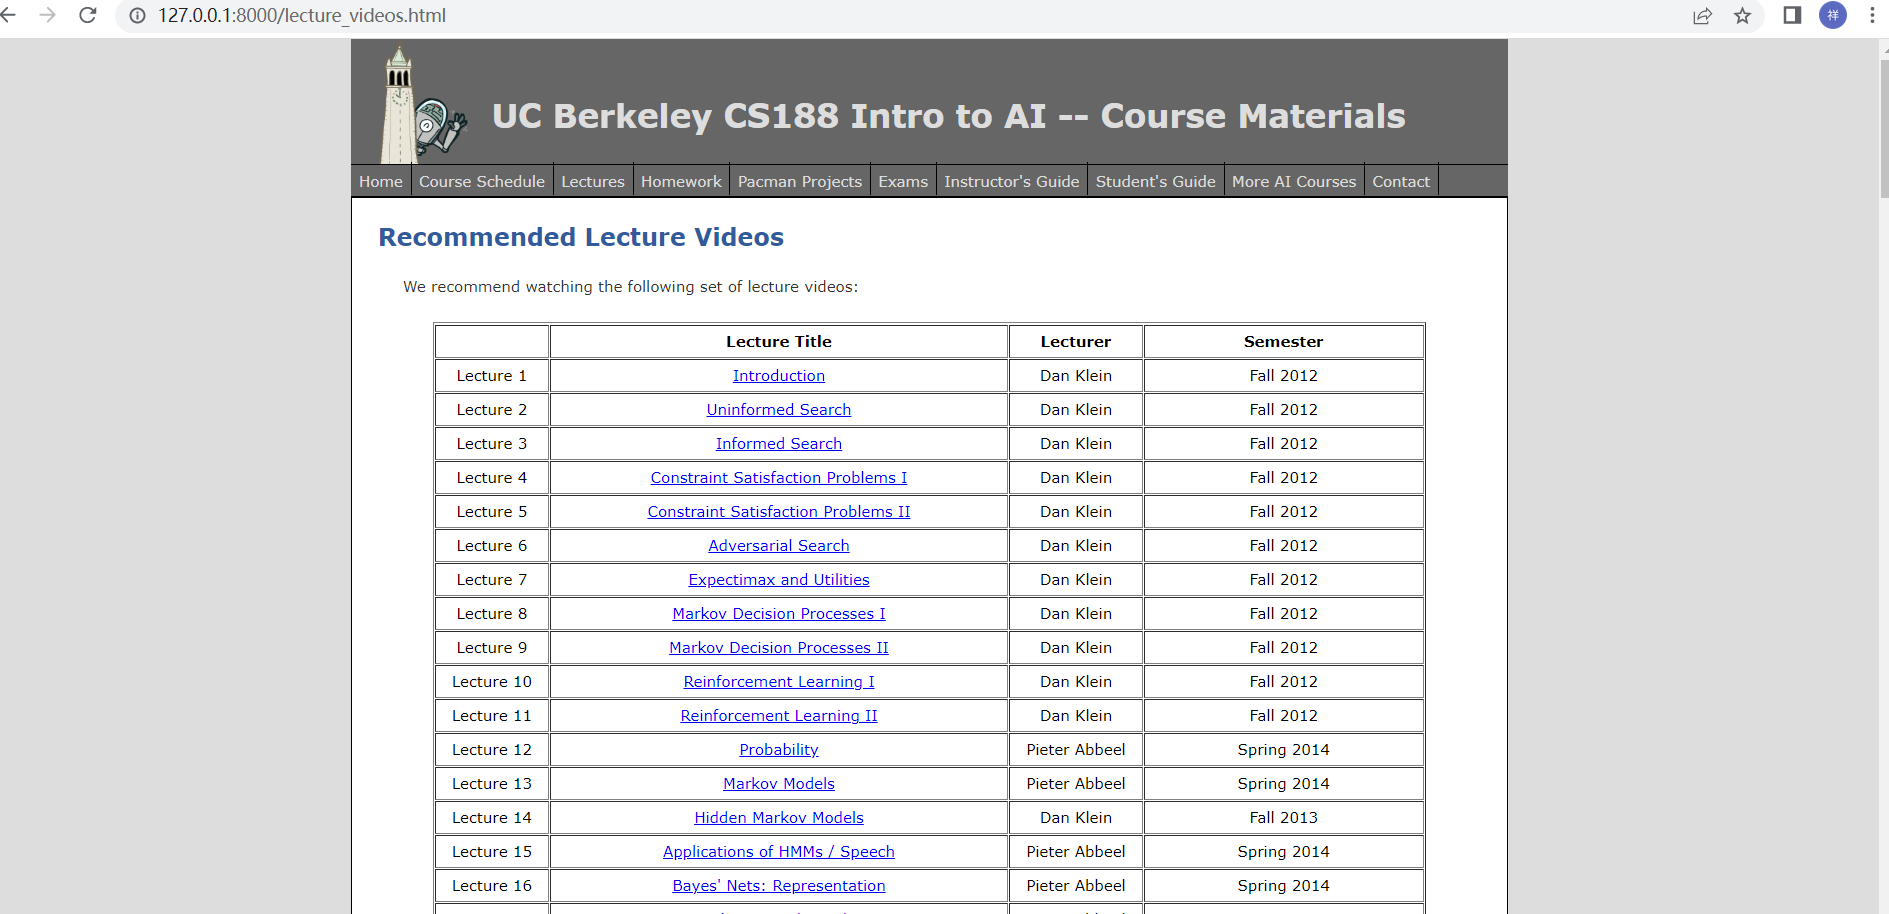 127.0.0.1:8000/lecture_videos.html
祥
UC Berkeley CS188 Intro to AI -- Course Materials
Home Course Schedule Lectures Homework Pacman Projects Exams Instructor's Guide Student's Guide More AI Courses Contact
Recommended Lecture Videos
We recommend watching the following set of lecture videos:
Lecture Title Lecturer Semester
Lecture 1 Introduction Dan Klein Fall 2012
Lecture 2 Uninformed Search Dan Klein Fall 2012
Lecture 3 Informed Search Dan Klein Fall 2012
Lecture 4 Constraint Satisfaction Problems I Dan Klein Fall 2012
Lecture 5 Constraint Satisfaction Problems II Dan Klein Fall 2012
Lecture 6 Adversarial Search Dan Klein Fall 2012
Lecture 7 Expectimax and Utilities Dan Klein Fall 2012
Lecture 8 Markov Decision Processes I Dan Klein Fall 2012
Lecture 9 Markov Decision Processes II Dan Klein Fall 2012
Lecture 10 Reinforcement Learning I Dan Klein Fall 2012
Lecture 11 Reinforcement Learning II Dan Klein Fall 2012
Lecture 12 Probability Pieter Abbeel Spring 2014
Lecture 13 Markov Models Pieter Abbeel Spring 2014
Lecture 14 Hidden Markov Models Dan Klein Fall 2013
Lecture 15 Applications of HMMs / Speech Pieter Abbeel Spring 2014
Lecture 16 Bayes' Nets: Representation Pieter Abbeel Spring 2014